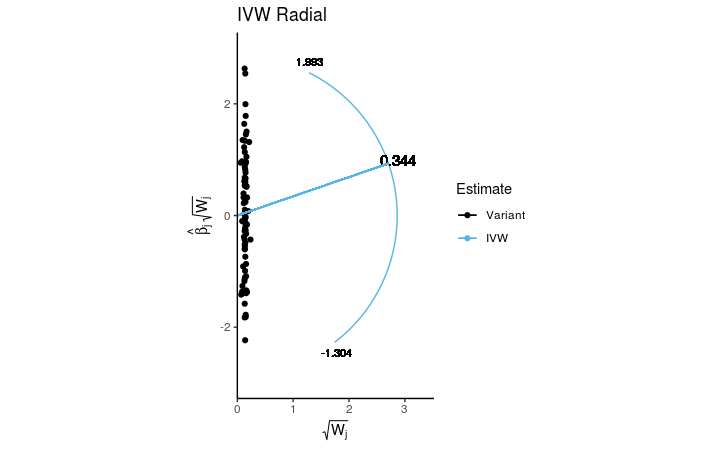 IVW Radial
1.993
2
0.344
0
-2
-1.304
0 1 2 3
β̂j√Wj
√Wj
Estimate
Variant
IVW